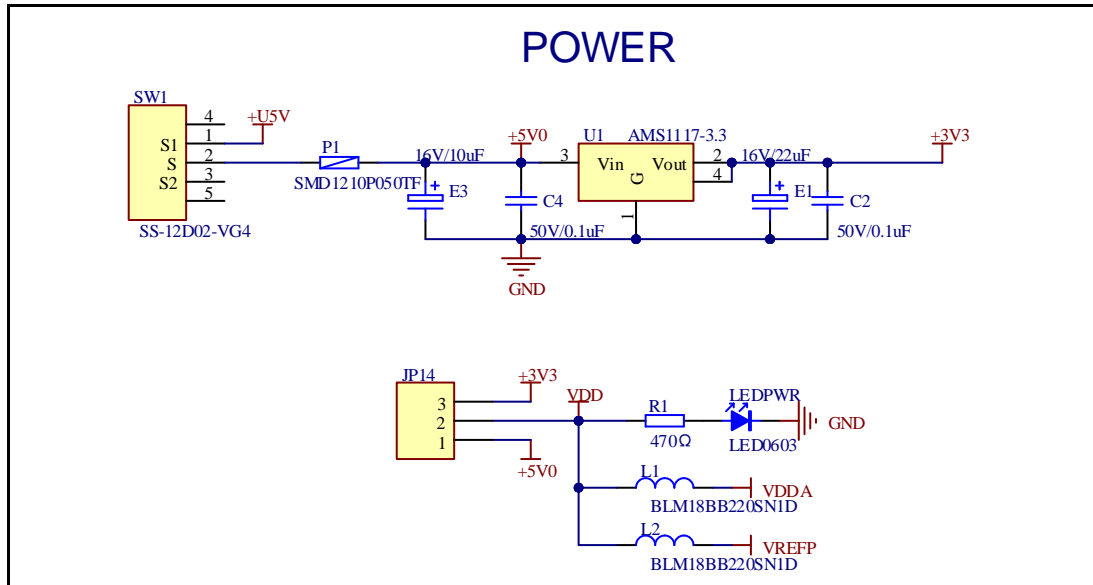 POWER
SW1
4
+U5V
S1 1
S 2
S2 3
5
SS-12D02-VG4
P1
SMD1210P050TF
16V/10uF
E3
+
+5V0
C4
50V/0.1uF
GND
U1 AMS1117-3.3
3 Vin Vout 2
4
G
1
16V/22uF
+
E1
C2
50V/0.1uF
+3V3
JP14
3
2
1
+3V3
+5V0
VDD
R1
470Ω
LEDPWR
LED0603
GND
L1
BLM18BB220SN1D
VDDA
L2
BLM18BB220SN1D
VREFP